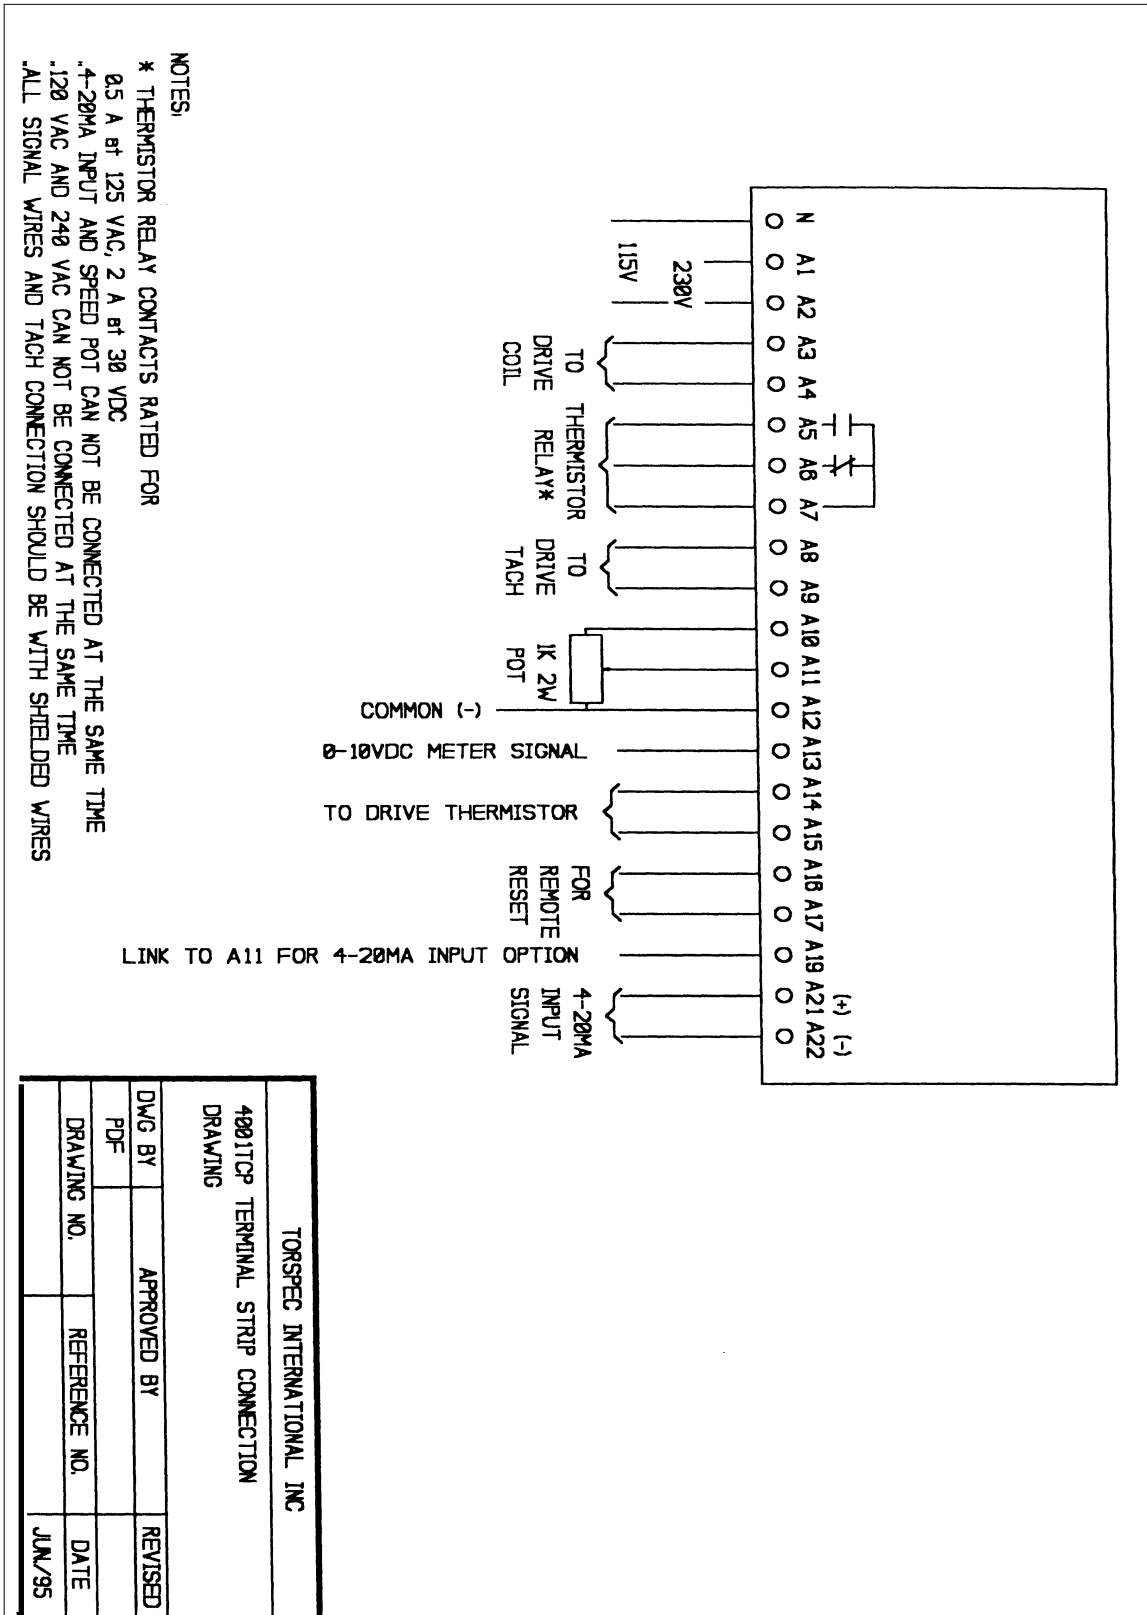 N
A1
A2
A3
A4
A5
A6
A7
A8
A9
A10
A11
A12
A13
A14
A15
A16
A17
A19
A21 (+)
A22 (-)
115V
230V
TO
DRIVE
COIL
THERMISTOR
RELAY*
TO
DRIVE
TACH
1K 2W
POT
COMMON (-)
0-10VDC METER SIGNAL
TO DRIVE THERMISTOR
FOR
REMOTE
RESET
LINK TO A11 FOR 4-20MA INPUT OPTION
4-20MA
INPUT
SIGNAL
NOTES,
* THERMISTOR RELAY CONTACTS RATED FOR
0.5 A at 125 VAC, 2 A at 30 VDC
.4-20MA INPUT AND SPEED POT CAN NOT BE CONNECTED AT THE SAME TIME
.120 VAC AND 240 VAC CAN NOT BE CONNECTED AT THE SAME TIME
.ALL SIGNAL WIRES AND TACH CONNECTION SHOULD BE WITH SHIELDED WIRES
TORSPEC INTERNATIONAL INC
4001TCP TERMINAL STRIP CONNECTION
DRAWING
DWG BY APPROVED BY REVISED
PDF
DRAWING NO. REFERENCE NO. DATE
JUN./95